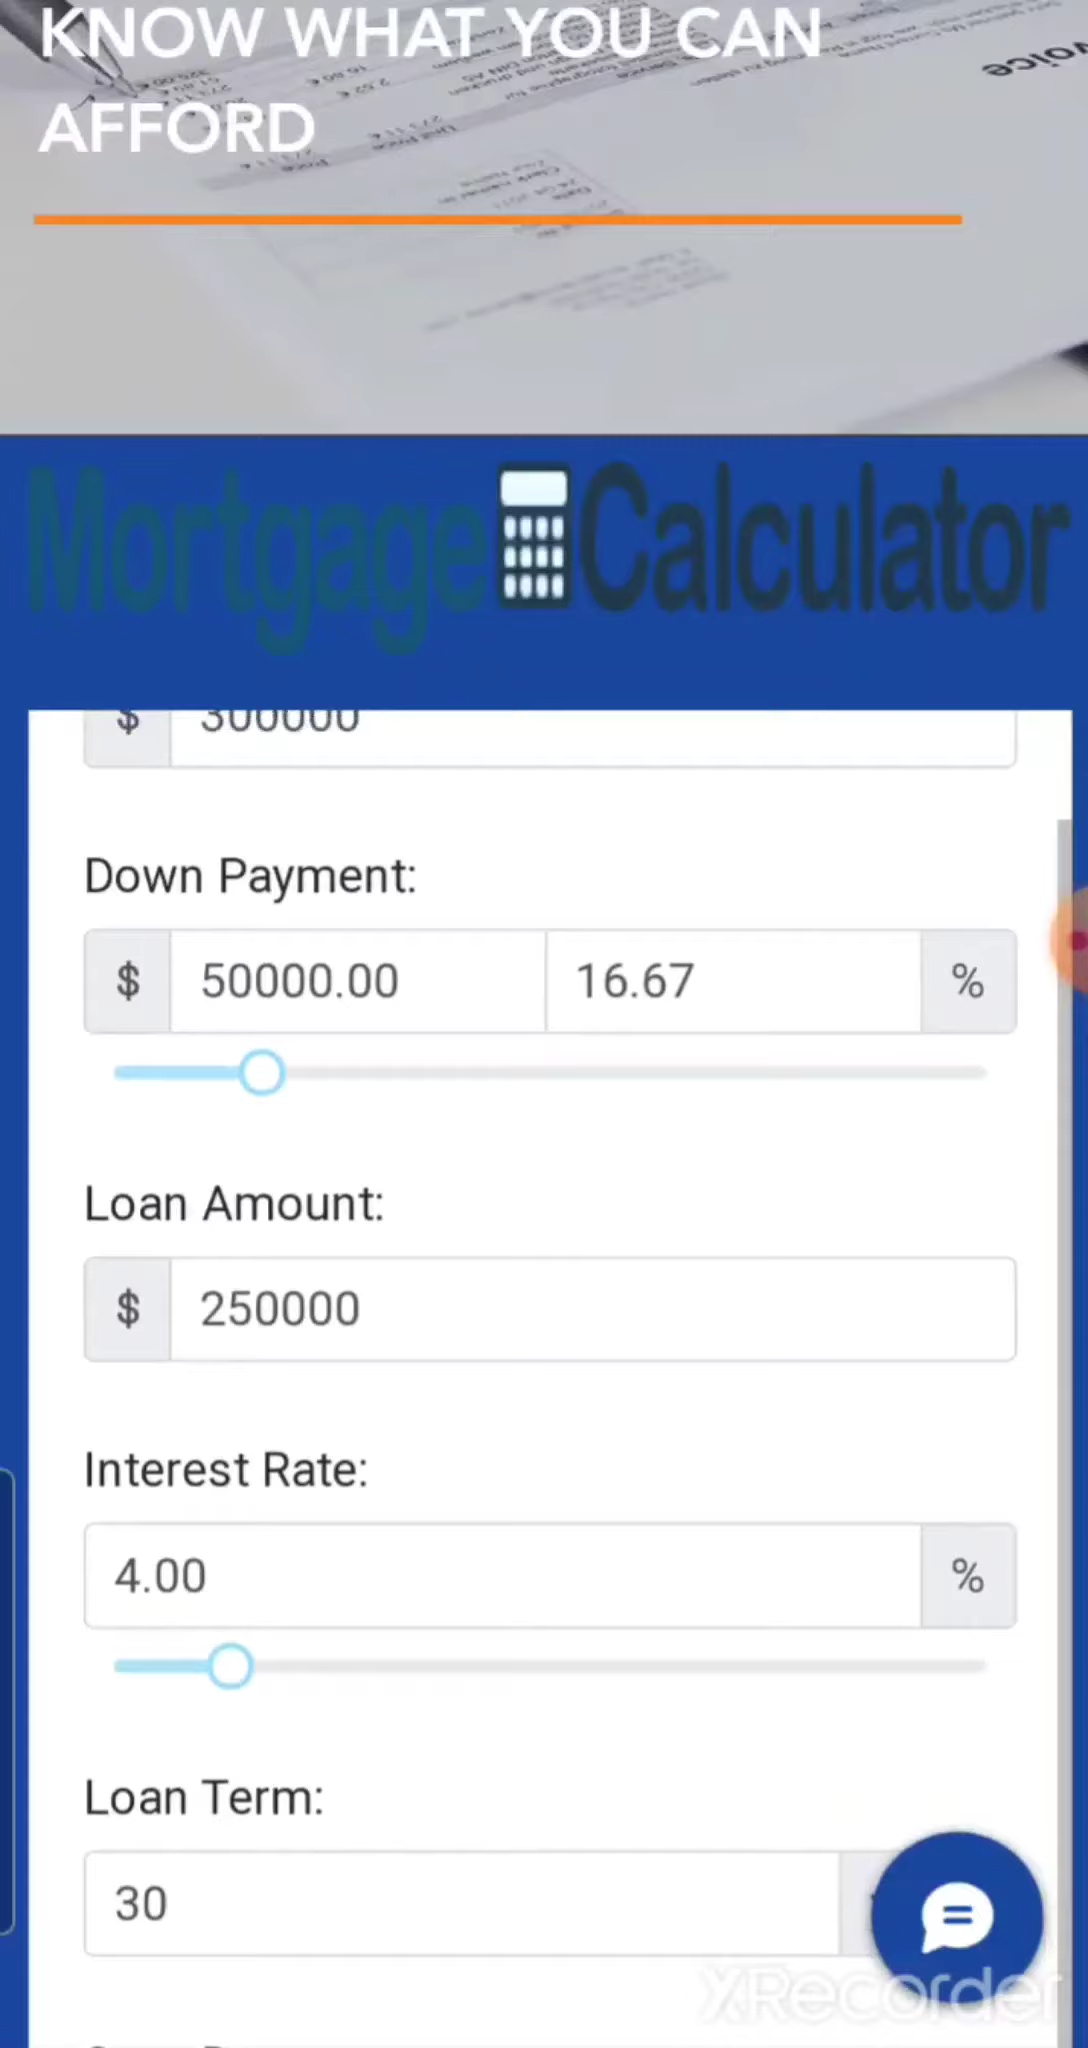 KNOW WHAT YOU CAN
AFFORD
Mortgage Calculator
$ 300000
Down Payment:
$ 50000.00 16.67 %
Loan Amount:
$ 250000
Interest Rate:
4.00 %
Loan Term:
30
XRecorder